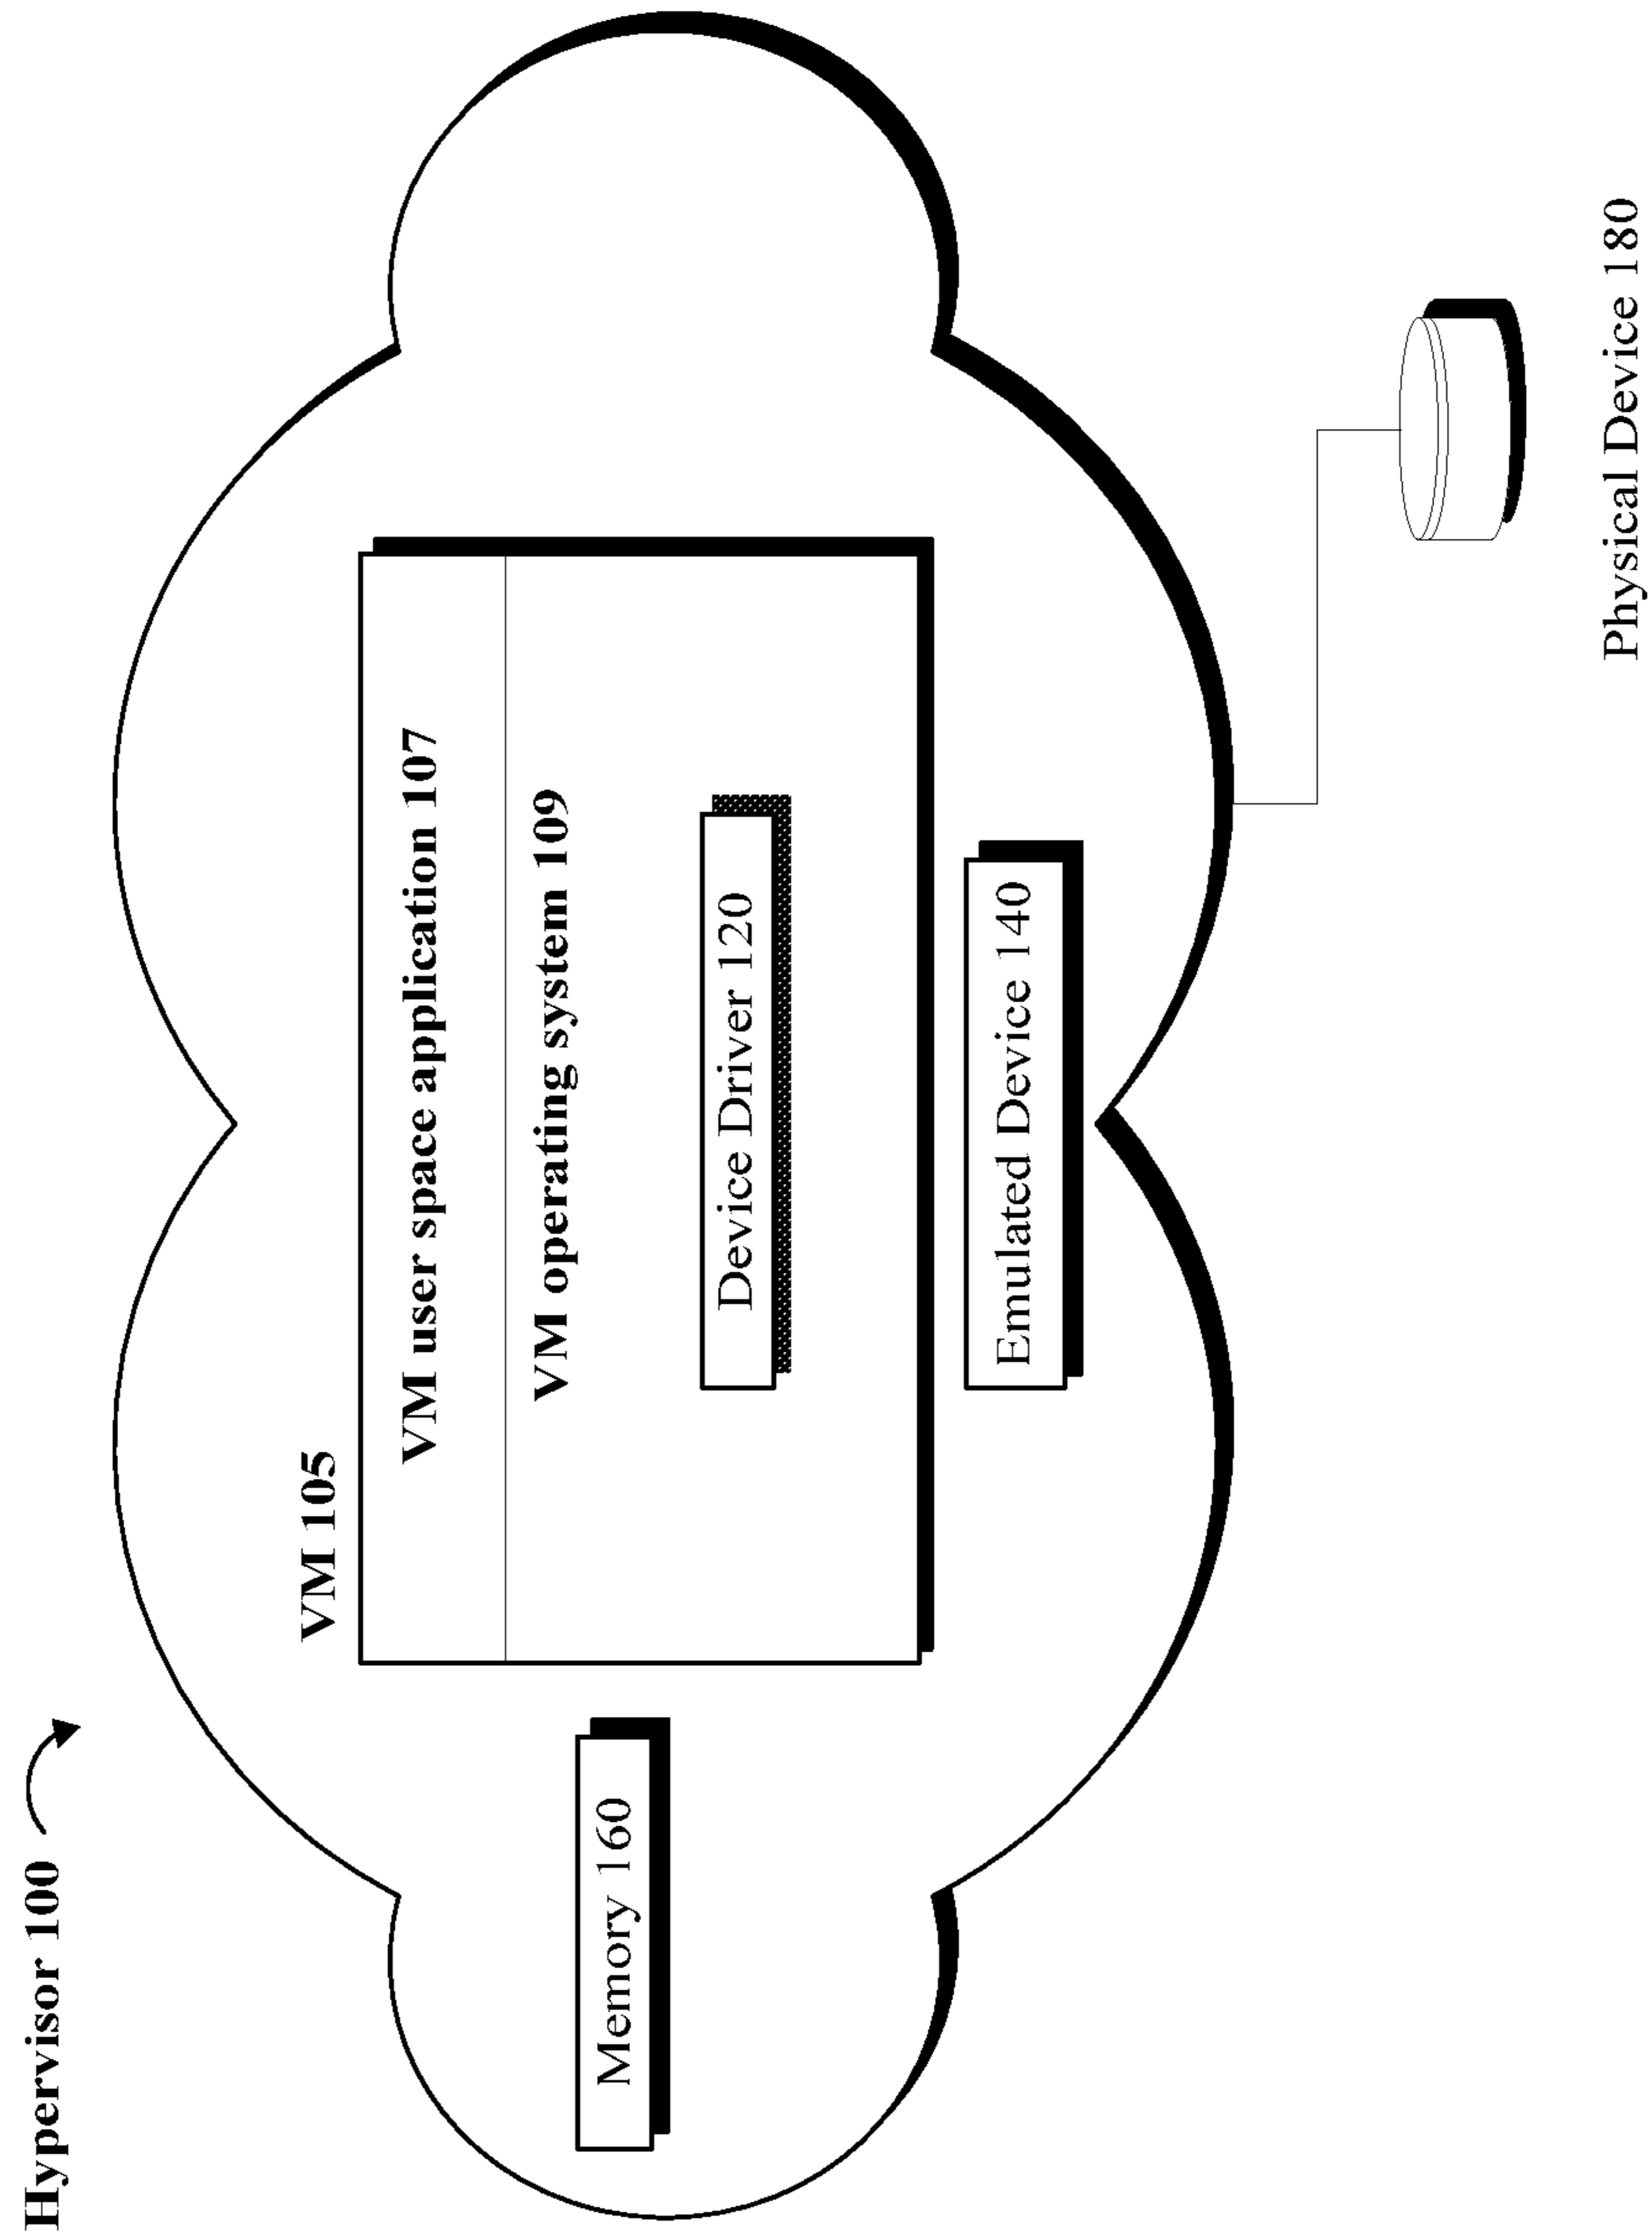 Hypervisor 100
VM 105
VM user space application 107
VM operating system 109
Memory 160
Device Driver 120
Emulated Device 140
Physical Device 180